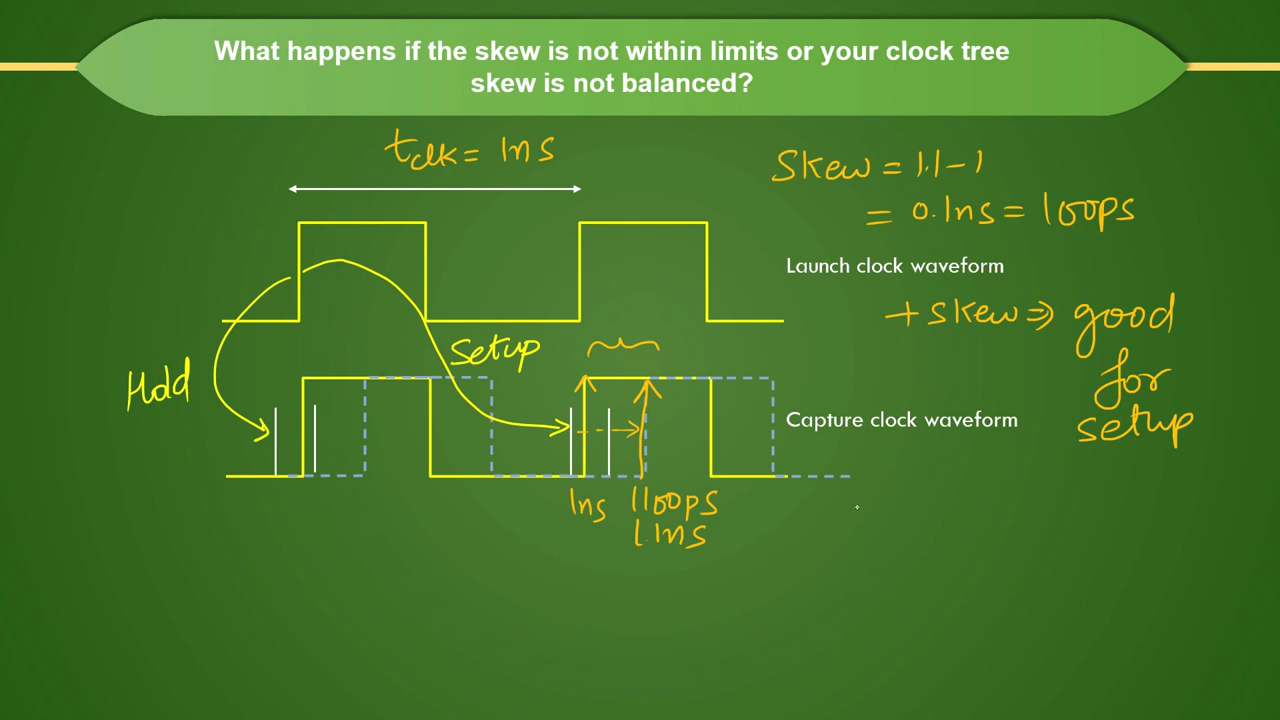 What happens if the skew is not within limits or your clock tree
skew is not balanced?
tclk = 1ns
Skew = 1.1-1
= 0.1ns = 100ps
Launch clock waveform
+ skew ⇒ good
for
setup
Setup
Hold
Capture clock waveform
1ns
1100ps
1.1ns